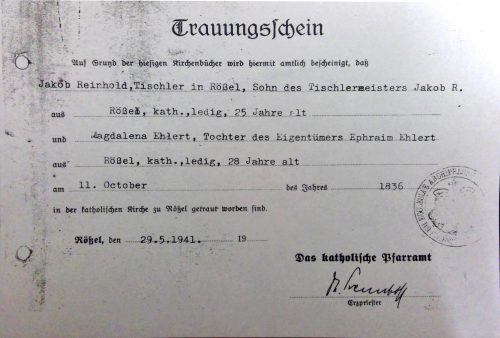 Trauungsschein
Auf Grund der hiesigen Kirchenbücher wird hiermit amtlich bescheinigt, daß
Jakob Reinhold, Tischler in Rößel, Sohn des Tischlermeisters Jakob R.
aus Rößel, kath., ledig, 25 Jahre alt
und Magdalena Ehlert, Tochter des Eigentümers Ephraim Ehlert
aus Rößel, kath., ledig, 28 Jahre alt
am 11. October des Jahres 1836
in der katholischen Kirche zu Rößel getraut worden sind.
Rößel, den 29.5.1941. 19
Das katholische Pfarramt
Erzpriester